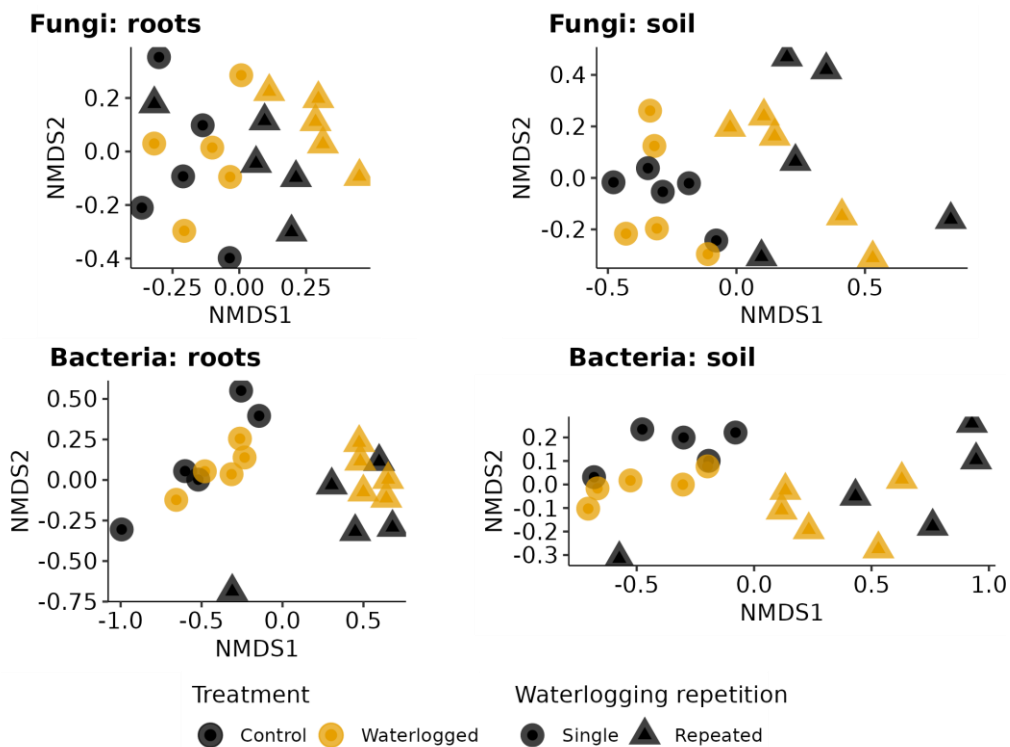 Fungi: roots
NMDS2
0.2
0.0
-0.2
-0.4
-0.25 0.00 0.25
NMDS1
Fungi: soil
NMDS2
0.4
0.2
0.0
-0.2
-0.5 0.0 0.5
NMDS1
Bacteria: roots
NMDS2
0.50
0.25
0.00
-0.25
-0.50
-0.75
-1.0 -0.5 0.0 0.5
NMDS1
Bacteria: soil
NMDS2
0.2
0.1
0.0
-0.1
-0.2
-0.3
-0.5 0.0 0.5 1.0
NMDS1
Treatment
Control Waterlogged
Waterlogging repetition
Single Repeated